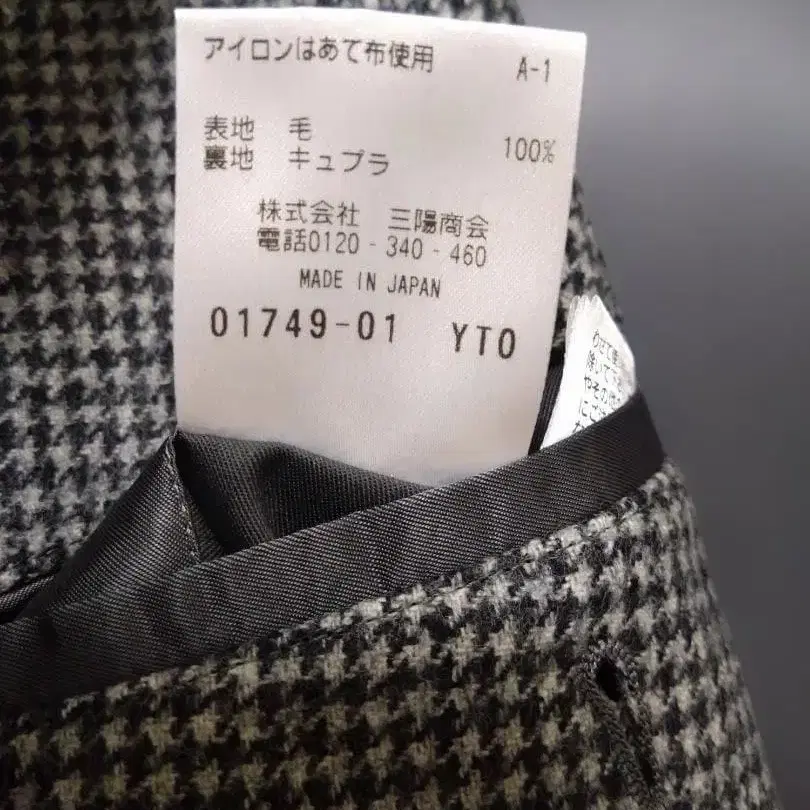 アイロンはあて布使用 A-1
表地 毛 100%
裏地 キュプラ
株式会社 三陽商会
電話0120-340-460
MADE IN JAPAN
01749-01 YTO